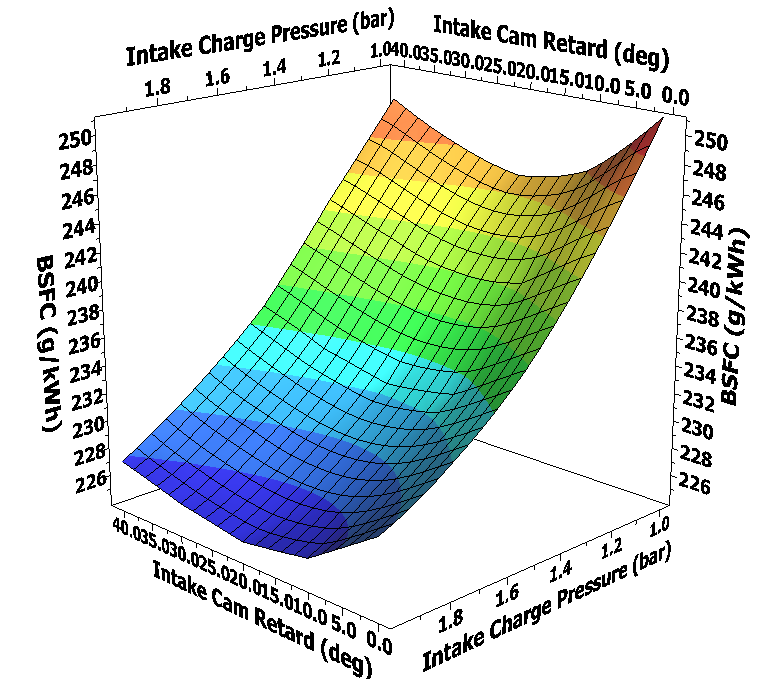 Intake Charge Pressure (bar)
1.8 1.6 1.4 1.2 1.0
Intake Cam Retard (deg)
40.0 35.0 30.0 25.0 20.0 15.0 10.0 5.0 0.0
BSFC (g/kWh)
250
248
246
244
242
240
238
236
234
232
230
228
226
250
248
246
244
242
240
238
236
234
232
230
228
226
BSFC (g/kWh)
40.0 35.0 30.0 25.0 20.0 15.0 10.0 5.0 0.0
Intake Cam Retard (deg)
1.8 1.6 1.4 1.2 1.0
Intake Charge Pressure (bar)